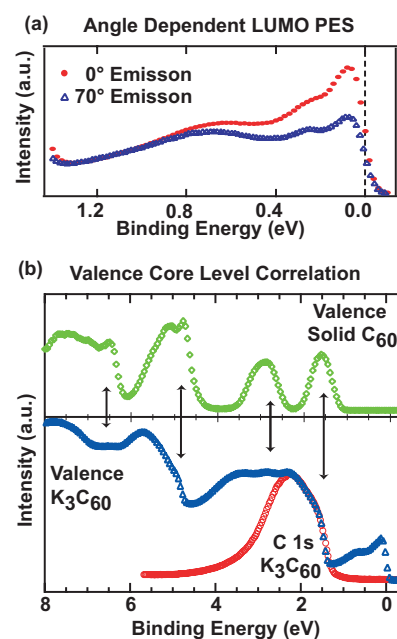 (a) Angle Dependent LUMO PES
0° Emisson
70° Emission
Intensity (a.u.)
1.2 0.8 0.4 0.0
Binding Energy (eV)
(b) Valence Core Level Correlation
Valence
Solid C60
Intensity (a.u.)
Valence
K3C60
C 1s
K3C60
8 6 4 2 0
Binding Energy (eV)